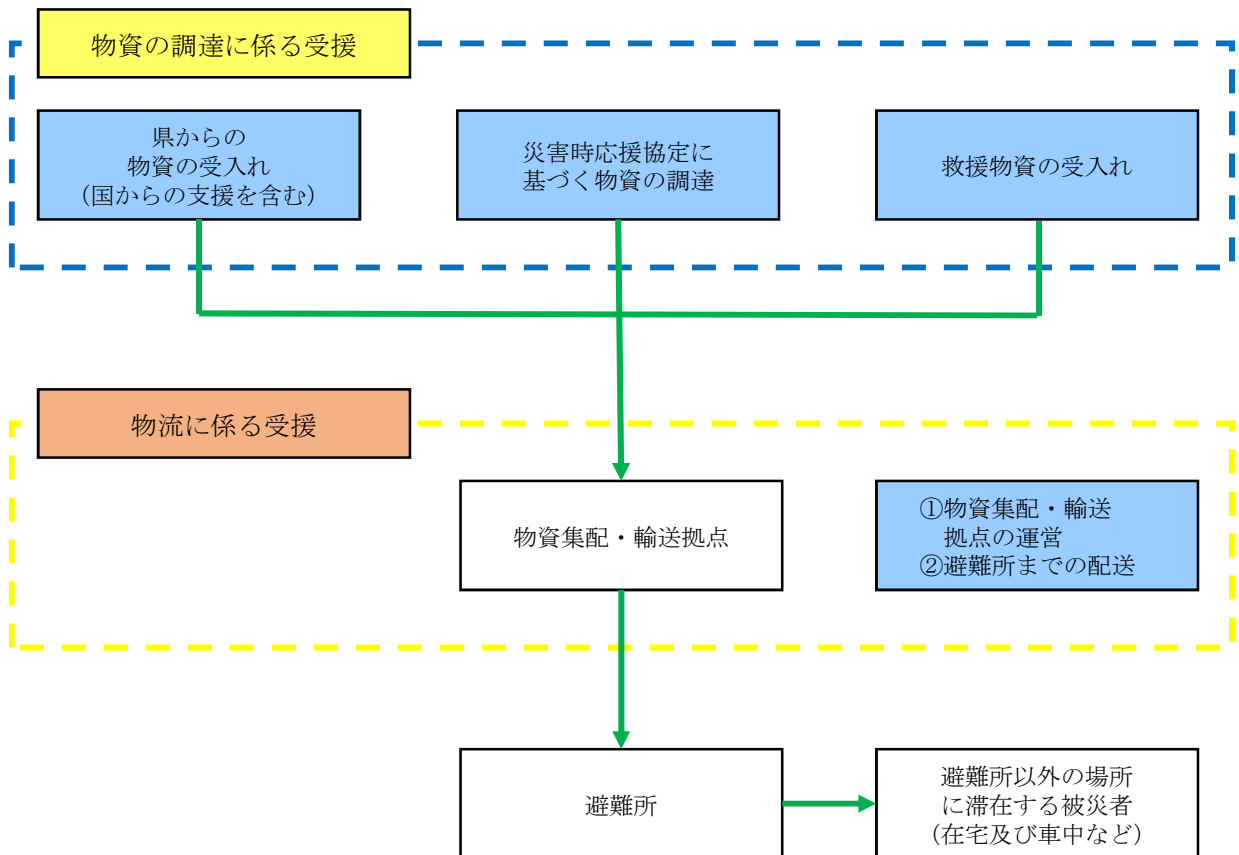 物資の調達に係る受援
県からの
物資の受入れ
（国からの支援を含む）
災害時応援協定に
基づく物資の調達
救援物資の受入れ
物流に係る受援
物資集配・輸送拠点
①物資集配・輸送
拠点の運営
②避難所までの配送
避難所
避難所以外の場所
に滞在する被災者
（在宅及び車中など）